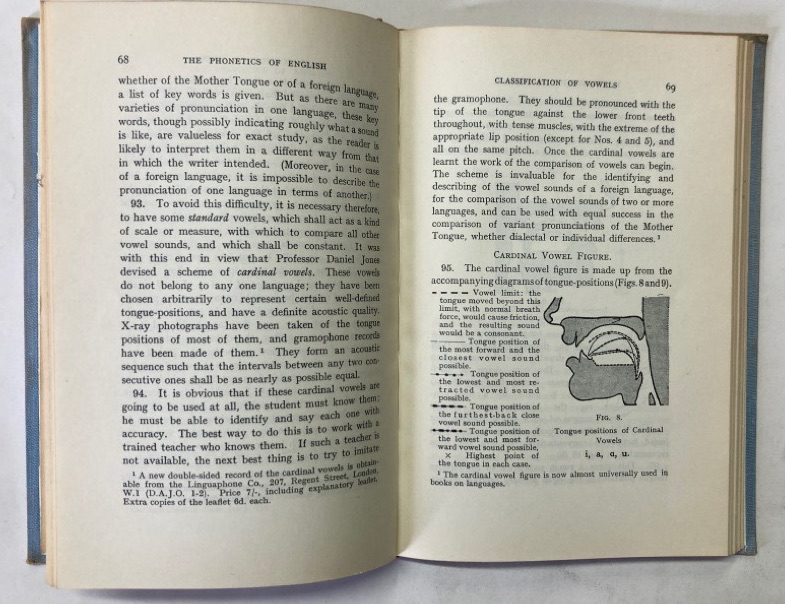 68 THE PHONETICS OF ENGLISH
whether of the Mother Tongue or of a foreign language,
a list of key words is given. But as there are many
varieties of pronunciation in one language, these key
words, though possibly indicating roughly what a sound
is like, are valueless for exact study, as the reader is
likely to interpret them in a different way from that
in which the writer intended. (Moreover, in the case
of a foreign language, it is impossible to describe the
pronunciation of one language in terms of another.)
93. To avoid this difficulty, it is necessary therefore,
to have some standard vowels, which shall act as a kind
of scale or measure, with which to compare all other
vowel sounds, and which shall be constant. It was
with this end in view that Professor Daniel Jones
devised a scheme of cardinal vowels. These vowels
do not belong to any one language; they have been
chosen arbitrarily to represent certain well-defined
tongue-positions, and have a definite acoustic quality.
X-ray photographs have been taken of the tongue
positions of most of them, and gramophone records
have been made of them.¹ They form an acoustic
sequence such that the intervals between any two con-
secutive ones shall be as nearly as possible equal.
94. It is obvious that if these cardinal vowels are
going to be used at all, the student must know them:
he must be able to identify and say each one with
accuracy. The best way to do this is to work with a
trained teacher who knows them. If such a teacher is
not available, the next best thing is to try to imitate
¹ A new double-sided record of the cardinal vowels is obtain-
able from the Linguaphone Co., 207, Regent Street, London,
W.1 (D.A.J.O. 1-2). Price 7/-, including explanatory leaflet.
Extra copies of the leaflet 6d. each.
CLASSIFICATION OF VOWELS 69
the gramophone. They should be pronounced with the
tip of the tongue against the lower front teeth
throughout, with tense muscles, with the extreme of the
appropriate lip position (except for Nos. 4 and 5), and
all on the same pitch. Once the cardinal vowels are
learnt the work of the comparison of vowels can begin.
The scheme is invaluable for the identifying and
describing of the vowel sounds of a foreign language,
for the comparison of the vowel sounds of two or more
languages, and can be used with equal success in the
comparison of variant pronunciations of the Mother
Tongue, whether dialectal or individual differences.¹
CARDINAL VOWEL FIGURE.
95. The cardinal vowel figure is made up from the
accompanying diagrams of tongue-positions (Figs. 8 and 9).
Vowel limit: the
tongue moved beyond this
limit, with normal breath
force, would cause friction,
and the resulting sound
would be a consonant.
Tongue position of
the most forward and the
closest vowel sound
possible.
Tongue position of
the lowest and most re-
tracted vowel sound
possible.
Tongue position of
the furthest-back close
vowel sound possible.
Tongue position of
the lowest and most for-
ward vowel sound possible,
× Highest point of
the tongue in each case.
FIG. 8.
Tongue positions of Cardinal
Vowels
i, a, ɑ, u.
¹ The cardinal vowel figure is now almost universally used in
books on languages.